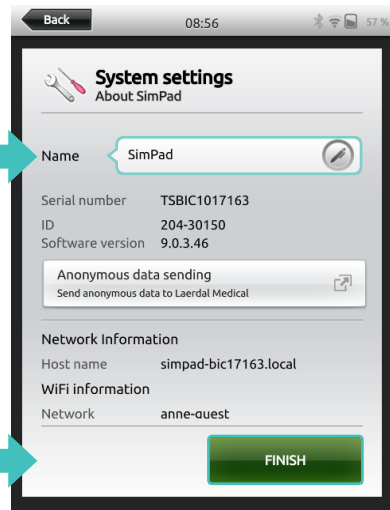 Back 08:56 57 %
System settings
About SimPad
Name SimPad
Serial number TSBIC1017163
ID 204-30150
Software version 9.0.3.46
Anonymous data sending
Send anonymous data to Laerdal Medical
Network Information
Host name simpad-bic17163.local
WiFi information
Network anne-guest
FINISH